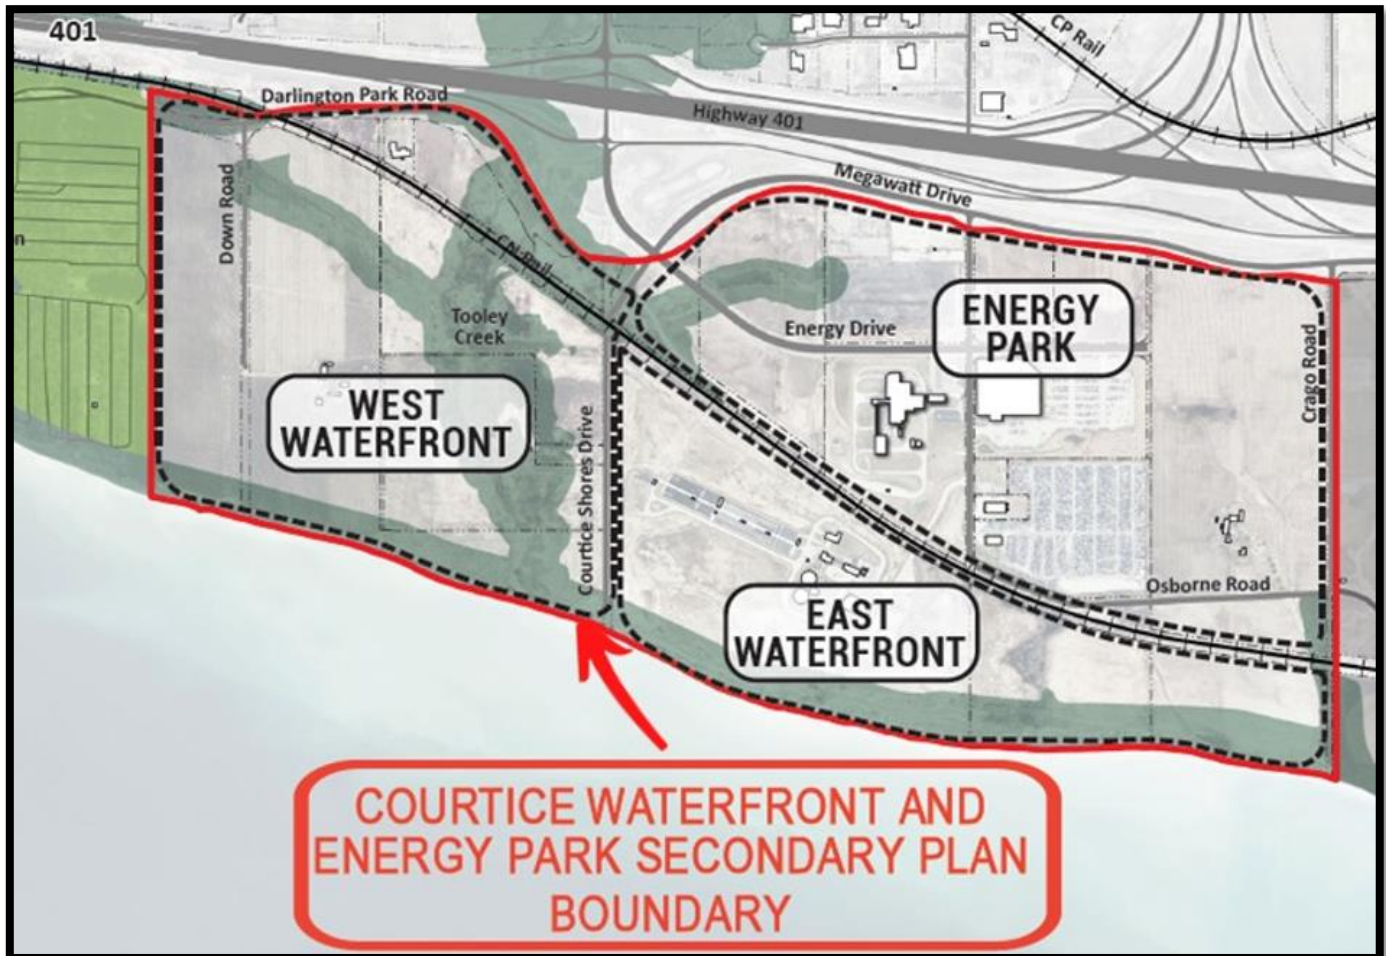 401
CP Rail
Darlington Park Road
Highway 401
Megawatt Drive
Down Road
n
CN Rail
Tooley
Creek
Energy Drive
ENERGY
PARK
Crago Road
WEST
WATERFRONT
Courtice Shores Drive
Osborne Road
EAST
WATERFRONT
COURTICE WATERFRONT AND
ENERGY PARK SECONDARY PLAN
BOUNDARY